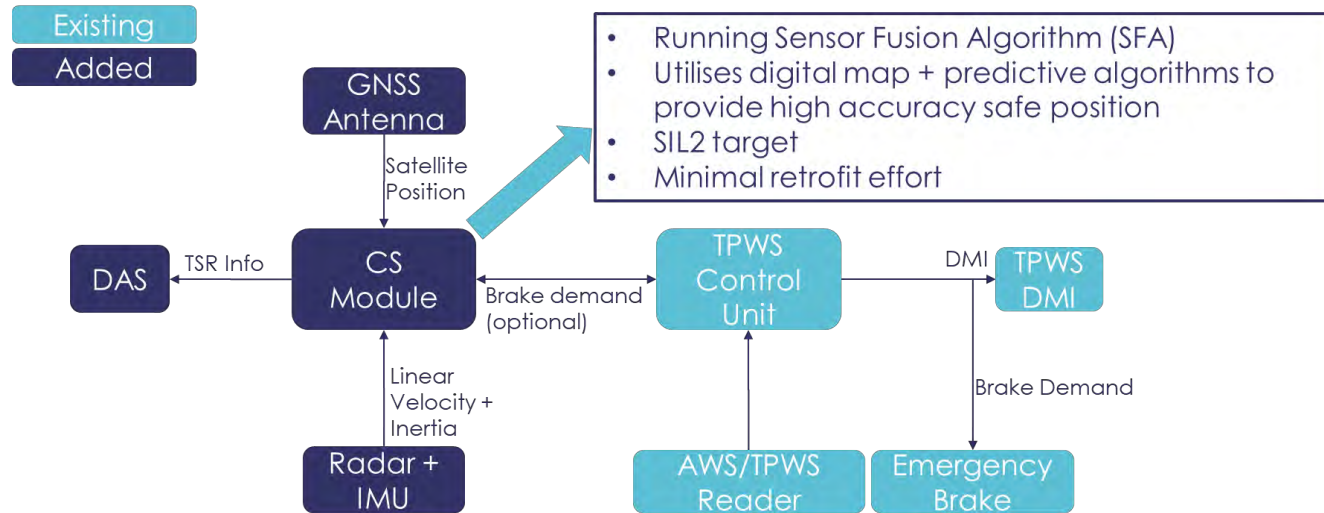 Existing
Added
• Running Sensor Fusion Algorithm (SFA)
• Utilises digital map + predictive algorithms to
provide high accuracy safe position
• SIL2 target
• Minimal retrofit effort
GNSS
Antenna
Satellite
Position
DAS
TSR Info
CS
Module
Brake demand
(optional)
TPWS
Control
Unit
DMI
TPWS
DMI
Linear
Velocity +
Inertia
Brake Demand
Radar +
IMU
AWS/TPWS
Reader
Emergency
Brake